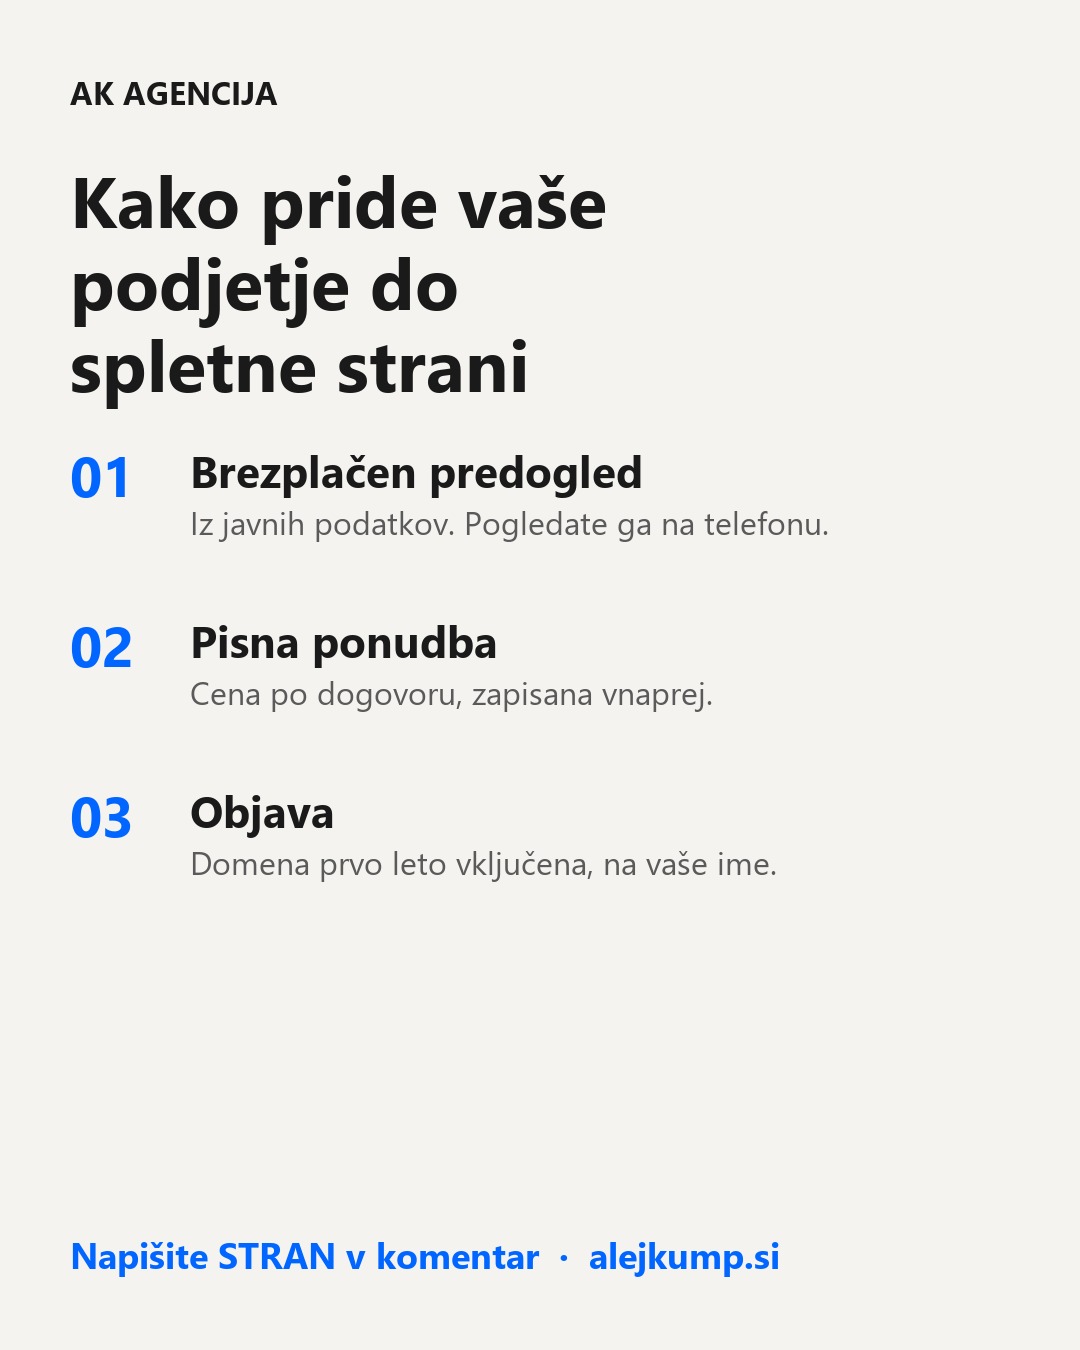 AK AGENCIJA
Kako pride vaše
podjetje do
spletne strani
01 Brezplačen predogled
Iz javnih podatkov. Pogledate ga na telefonu.
02 Pisna ponudba
Cena po dogovoru, zapisana vnaprej.
03 Objava
Domena prvo leto vključena, na vaše ime.
Napišite STRAN v komentar · alejkump.si